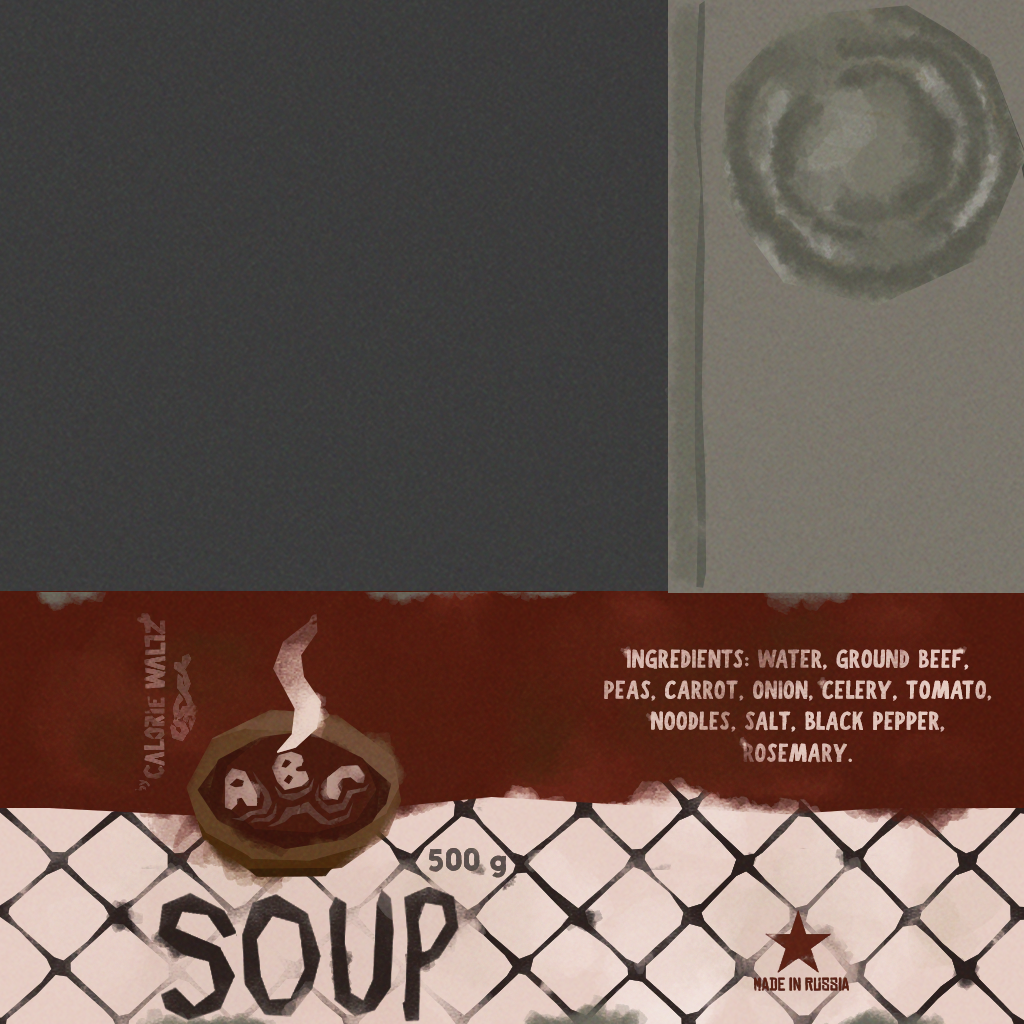 by CALORIE WALTZ
ABC
500 g
SOUP
INGREDIENTS: WATER, GROUND BEEF,
PEAS, CARROT, ONION, CELERY, TOMATO,
NOODLES, SALT, BLACK PEPPER,
ROSEMARY.
MADE IN RUSSIA